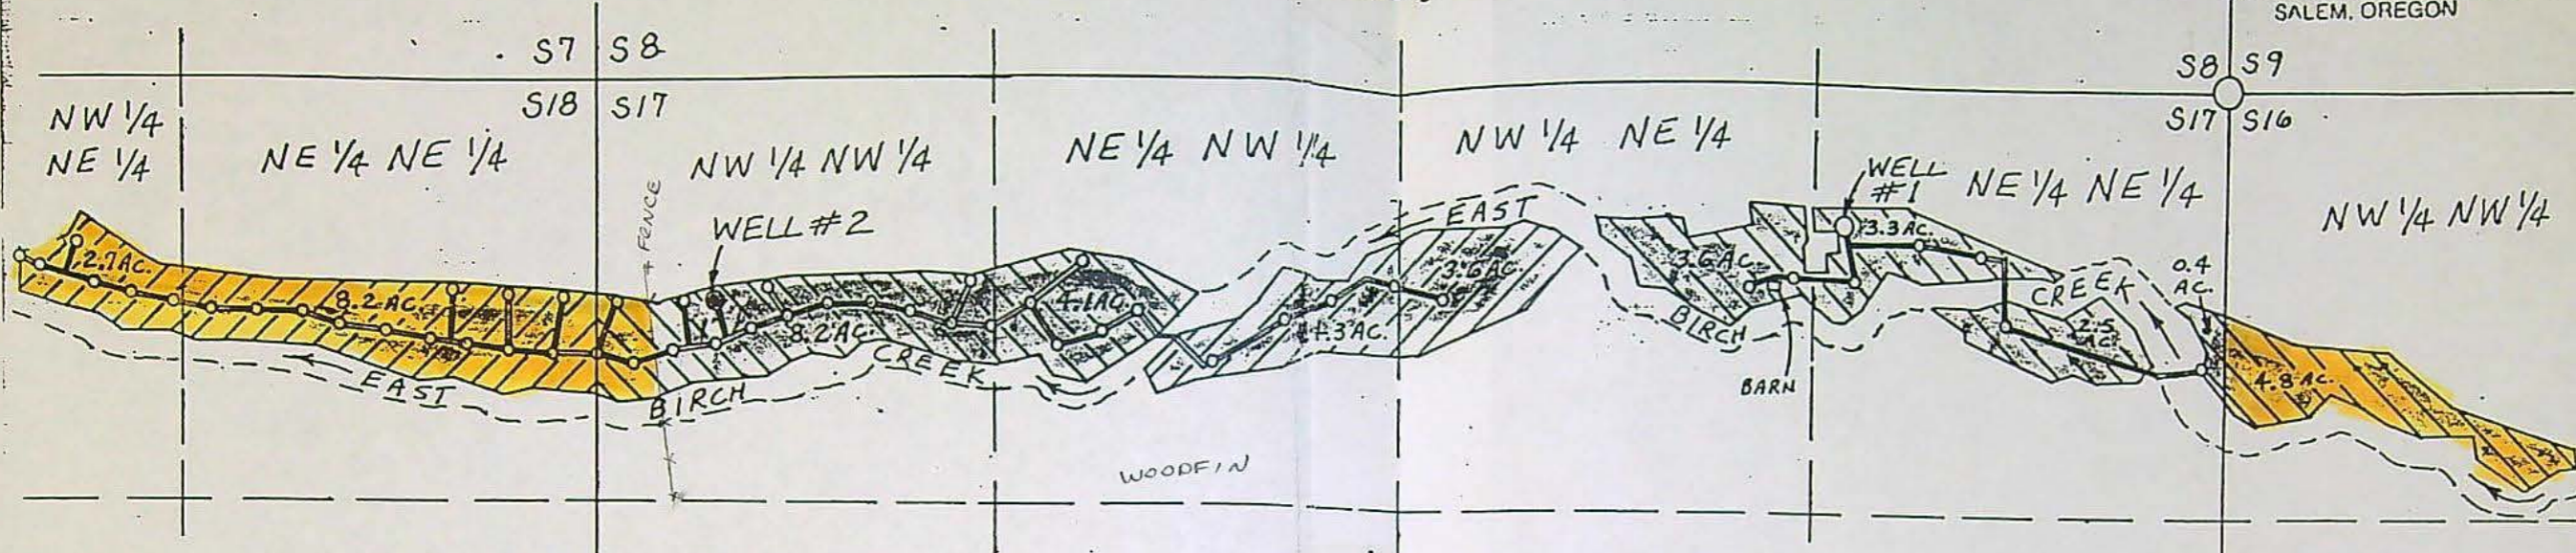 SALEM, OREGON
S7 S8
S8 S9
S18 S17
S17 S16
NW 1/4
NE 1/4
NE 1/4 NE 1/4
NW 1/4 NW 1/4
NE 1/4 NW 1/4
NW 1/4 NE 1/4
NE 1/4 NE 1/4
NW 1/4 NW 1/4
WELL
#1
FENCE
WELL #2
EAST
2.7 AC.
8.2 AC.
8.2 AC.
4.1 AC.
4.3 AC.
3.6 AC.
3.6 AC.
3.3 AC.
0.4
AC.
2.5
AC.
4.8 AC.
CREEK
BIRCH
BARN
EAST
BIRCH
CREEK
WOODFIN